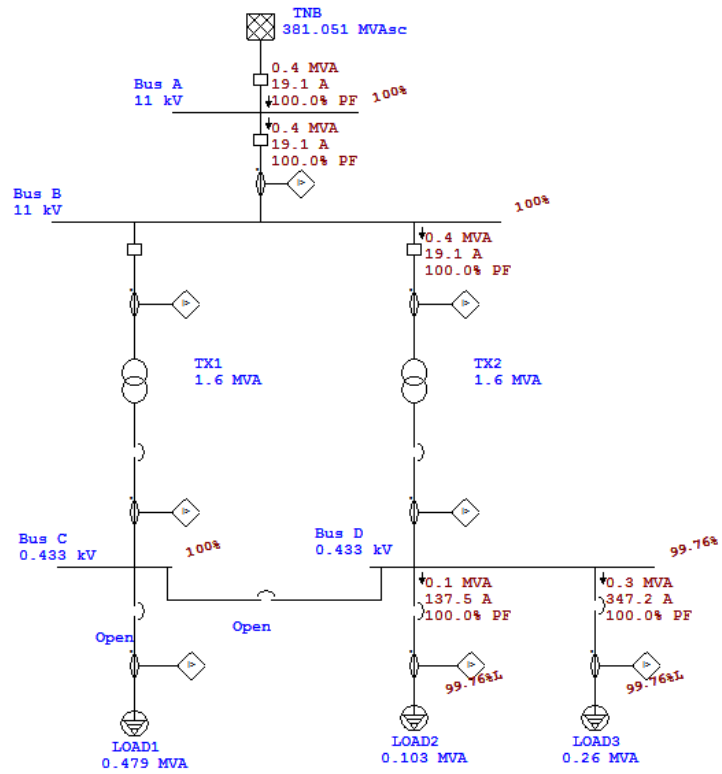 TNB
381.051 MVAsc
0.4 MVA
19.1 A
100.0% PF
100%
Bus A
11 kV
0.4 MVA
19.1 A
100.0% PF
Bus B
11 kV
100%
0.4 MVA
19.1 A
100.0% PF
TX1
1.6 MVA
TX2
1.6 MVA
Bus C
0.433 kV
100%
Bus D
0.433 kV
99.76%
0.1 MVA
137.5 A
100.0% PF
0.3 MVA
347.2 A
100.0% PF
Open
Open
99.76%L
99.76%L
LOAD1
0.479 MVA
LOAD2
0.103 MVA
LOAD3
0.26 MVA